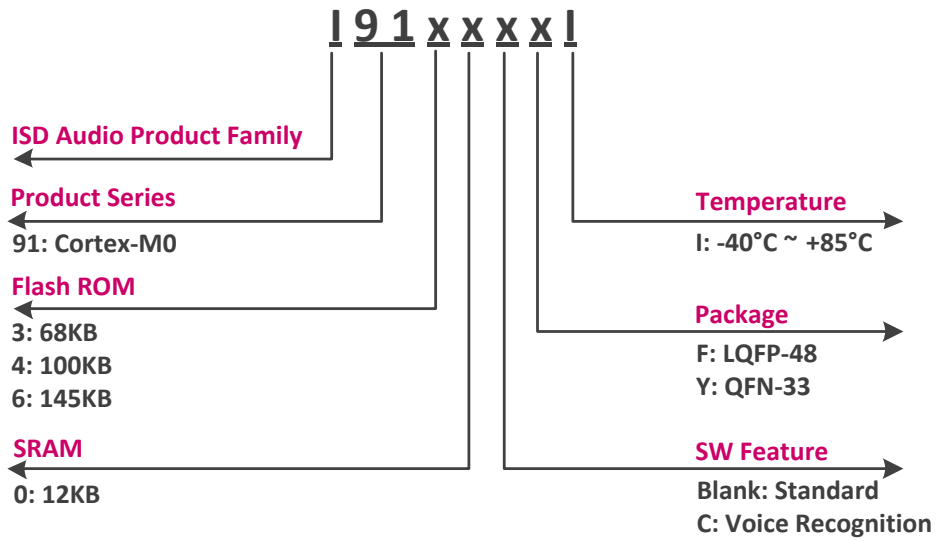 I 9 1 x x x x I
ISD Audio Product Family
Product Series
91: Cortex-M0
Flash ROM
3: 68KB
4: 100KB
6: 145KB
SRAM
0: 12KB
Temperature
I: -40°C ~ +85°C
Package
F: LQFP-48
Y: QFN-33
SW Feature
Blank: Standard
C: Voice Recognition